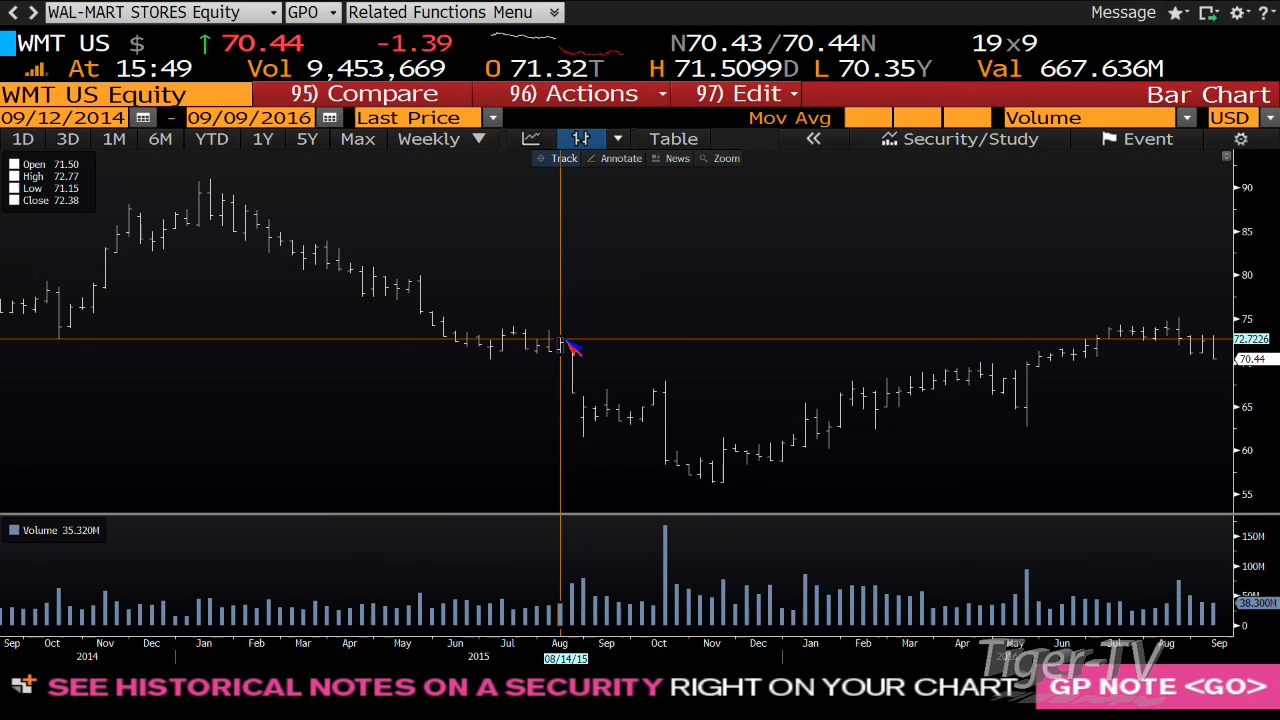 WAL-MART STORES Equity GPO Related Functions Menu Message
WMT US $ ↑ 70.44 -1.39 N70.43 /70.44N 19x9
At 15:49 Vol 9,453,669 O 71.32T H 71.5099D L 70.35Y Val 667.636M
WMT US Equity 95) Compare 96) Actions 97) Edit Bar Chart
09/12/2014 - 09/09/2016 Last Price Mov Avg Volume USD
1D 3D 1M 6M YTD 1Y 5Y Max Weekly ▼ Table Security/Study Event
Track Annotate News Zoom
Open 71.50
High 72.77
Low 71.15
Close 72.38
90
85
80
75
72.7226
70.44
65
60
55
Volume 35.320M
150M
100M
38.300M
0
Sep Oct Nov Dec Jan Feb Mar Apr May Jun Jul Aug Sep Oct Nov Dec Jan Feb Mar Apr May Jun Jul Aug Sep
2014 2015 08/14/15 2016
Tiger-TV
SEE HISTORICAL NOTES ON A SECURITY RIGHT ON YOUR CHART GP NOTE <GO>